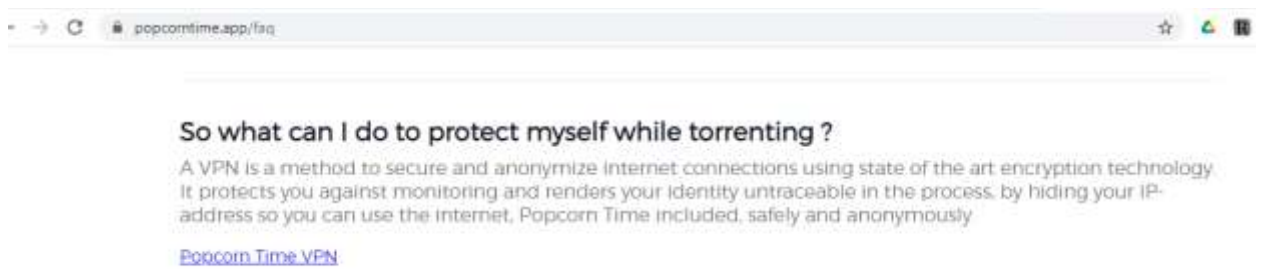 popcorntime.app/faq
So what can I do to protect myself while torrenting ?
A VPN is a method to secure and anonymize internet connections using state of the art encryption technology.
It protects you against monitoring and renders your identity untraceable in the process, by hiding your IP-
address so you can use the internet, Popcorn Time included, safely and anonymously
Popcorn Time VPN